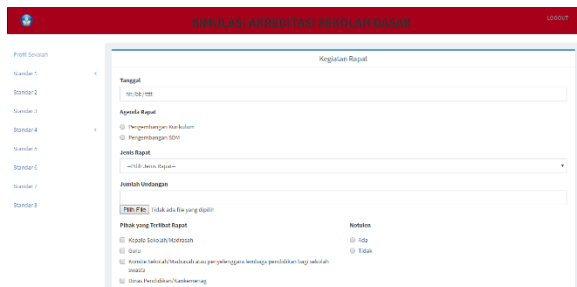 SIMULASI AKREDITASI SEKOLAH DASAR
LOGOUT
Profil Sekolah
Standar 1
Standar 2
Standar 3
Standar 4
Standar 5
Standar 6
Standar 7
Standar 8
Kegiatan Rapat
Tanggal
Agenda Rapat
Pengembangan Kurikulum
Pengembangan SDM
Jenis Rapat
--Pilih Jenis Rapat--
Jumlah Undangan
Pilih File Tidak ada file yang dipilih
Pihak yang Terlibat Rapat
Kepala Sekolah/Madrasah
Guru
Komite Sekolah/Madrasah atau penyelenggara lembaga pendidikan bagi sekolah
swasta
Dinas Pendidikan/Kankemenag
Notulen
Ada
Tidak